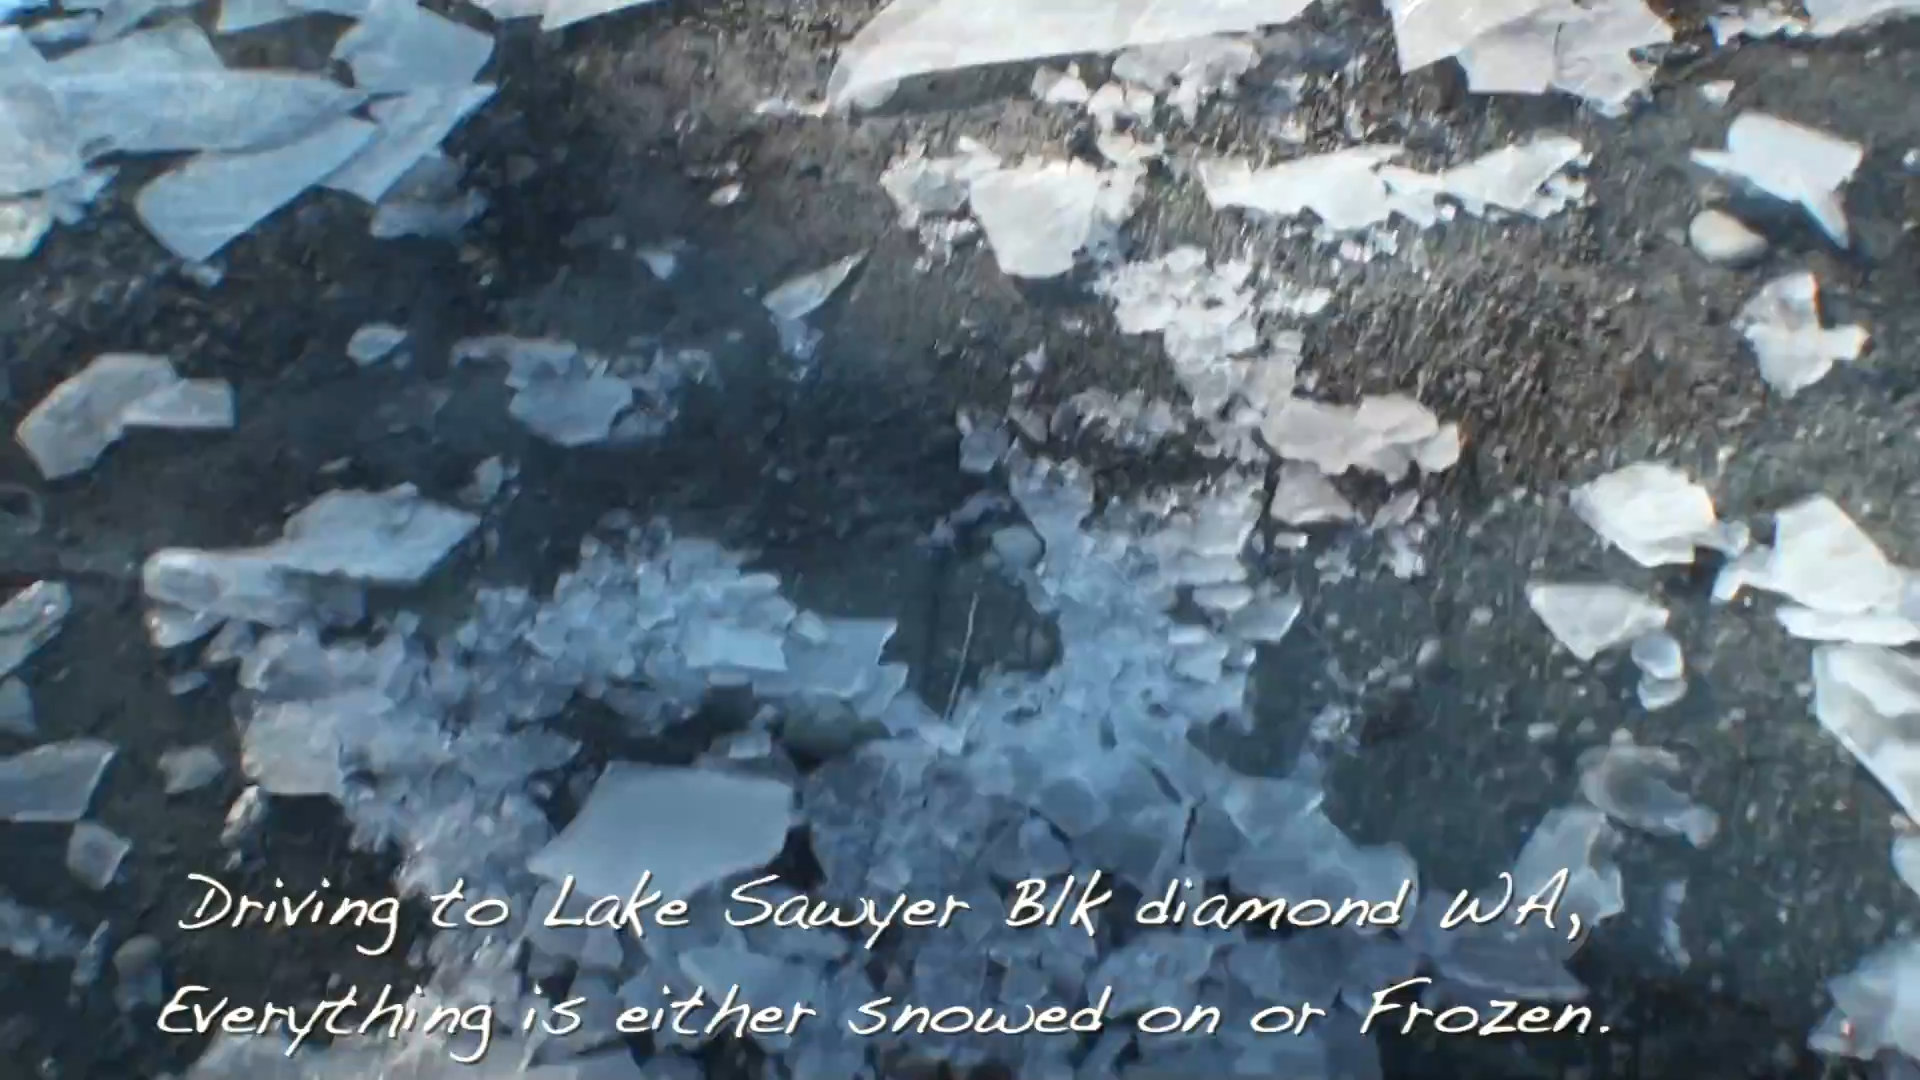 Driving to Lake Sawyer Blk diamond WA,
Everything is either snowed on or Frozen.